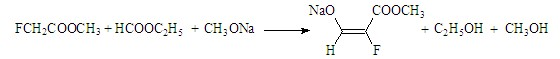 NaO COOCH₃
FCH₂COOCH₃ + HCOOC₂H₅ + CH₃ONa + C₂H₅OH + CH₃OH
H F